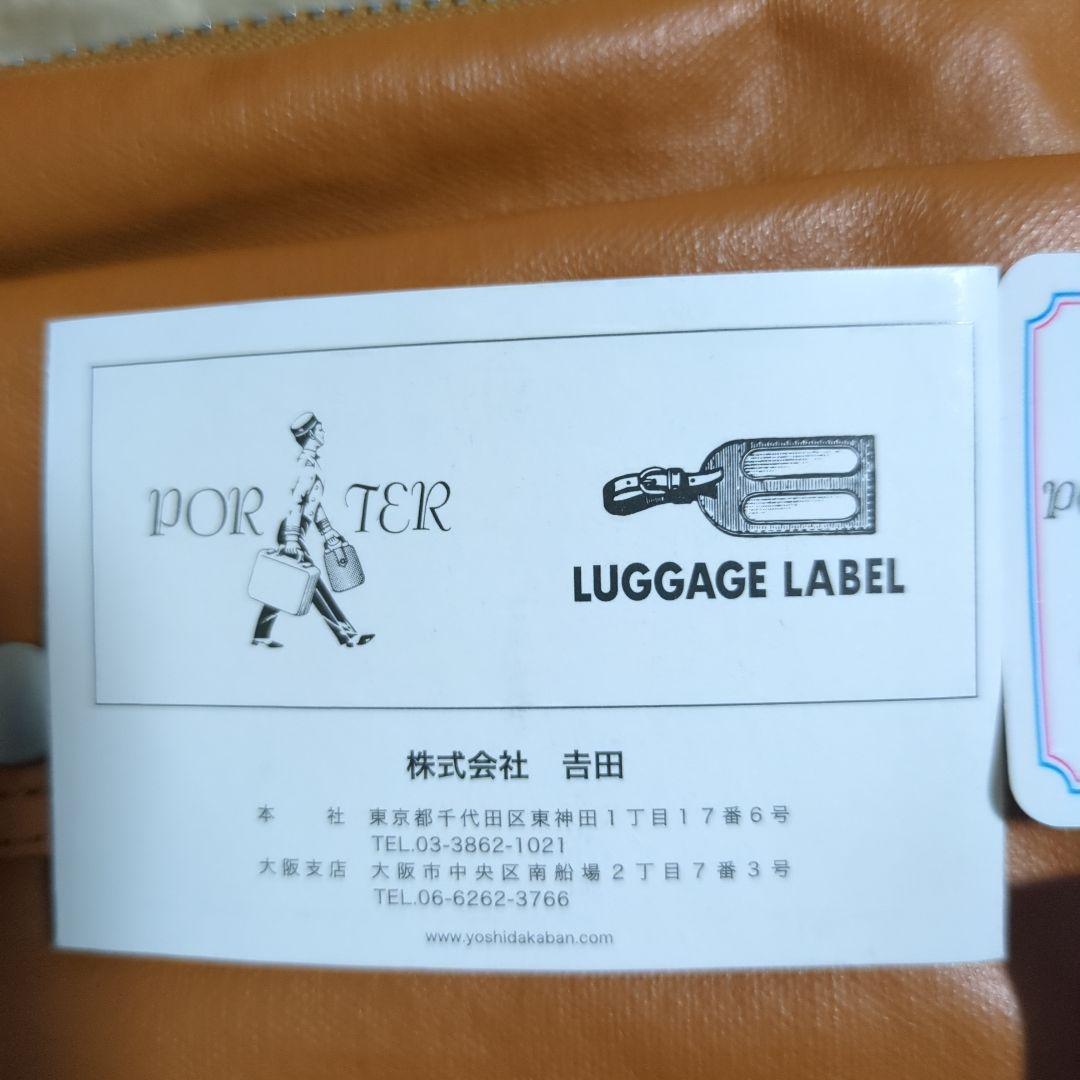 PORTER
LUGGAGE LABEL
株式会社　𠮷田
本　　社　東京都千代田区東神田1丁目17番6号
TEL.03-3862-1021
大阪支店　大阪市中央区南船場2丁目7番3号
TEL.06-6262-3766
www.yoshidakaban.com